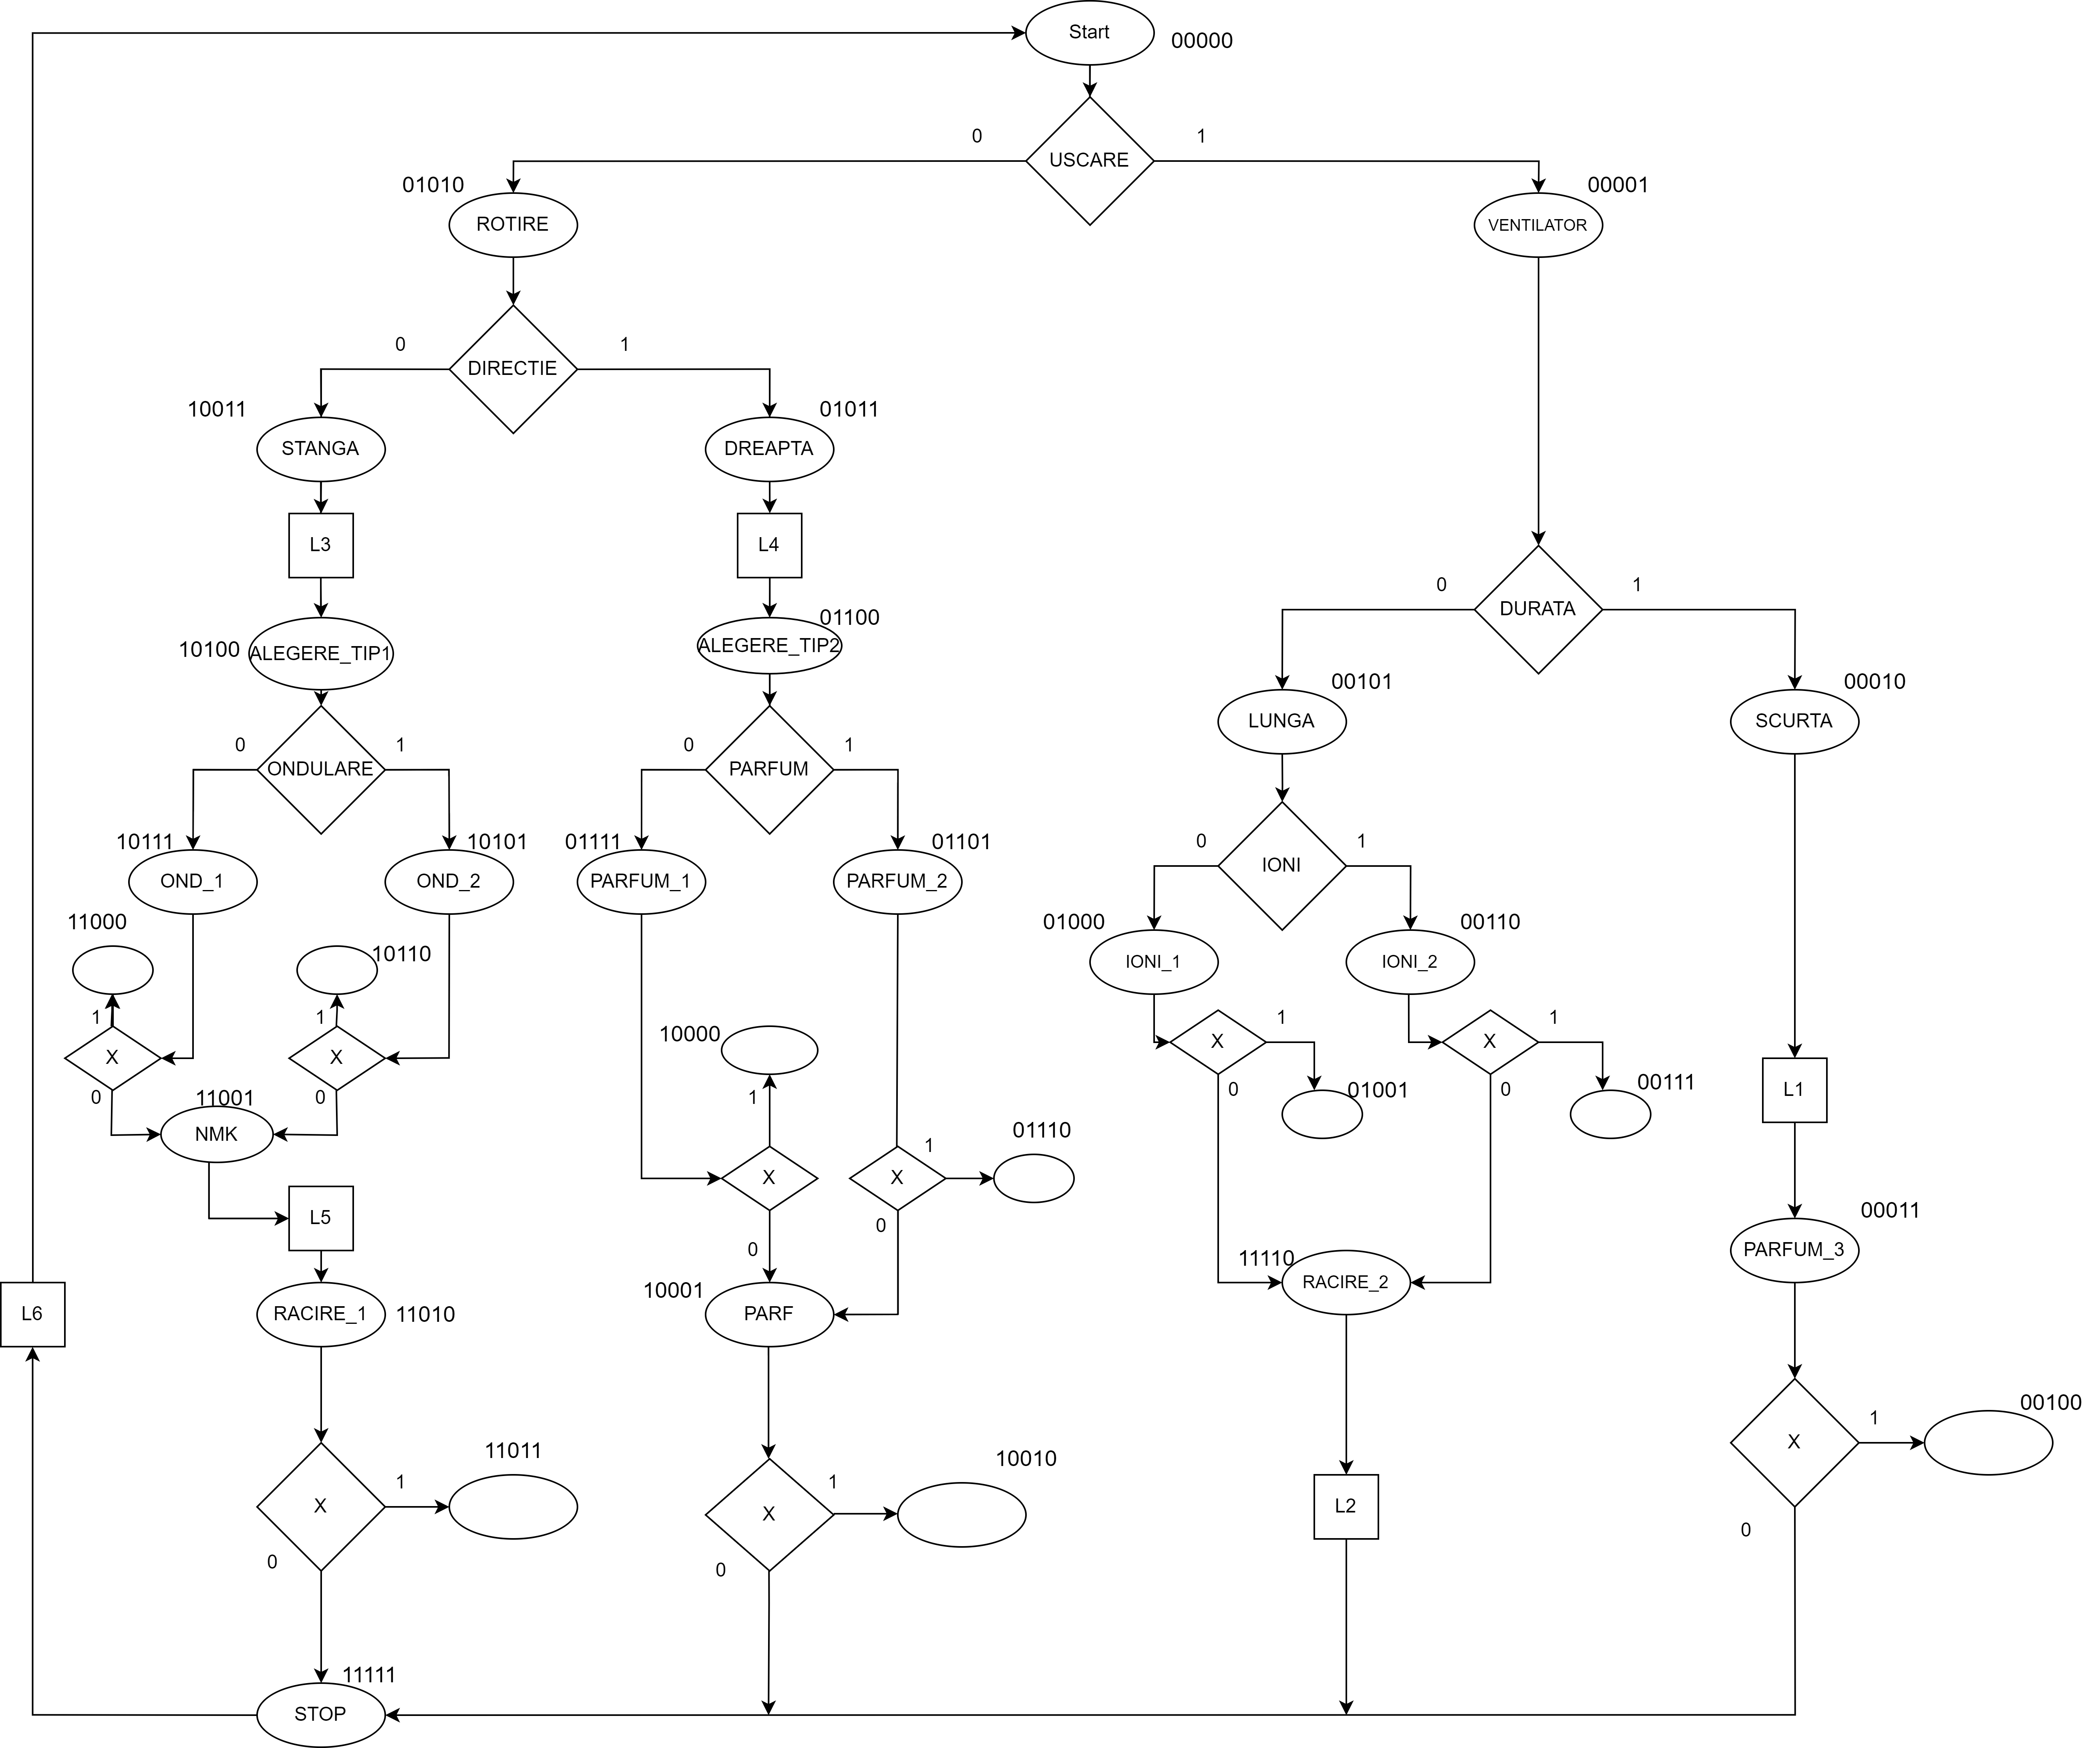 Start
00000
0
1
USCARE
01010
00001
ROTIRE
VENTILATOR
0
1
DIRECTIE
10011
01011
STANGA
DREAPTA
L3
L4
0
1
DURATA
01100
10100
ALEGERE_TIP1
ALEGERE_TIP2
00101
00010
LUNGA
SCURTA
0
1
0
1
ONDULARE
PARFUM
10111
10101
01111
01101
0
1
IONI
OND_1
OND_2
PARFUM_1
PARFUM_2
11000
01000
00110
10110
IONI_1
IONI_2
1
1
1
1
10000
X
X
X
X
0
0
1
0
0
01001
00111
L1
11001
NMK
01110
1
X
X
L5
0
00011
0
11110
PARFUM_3
10001
RACIRE_2
L6
RACIRE_1
11010
PARF
00100
1
11011
10010
X
1
1
X
X
L2
0
0
0
11111
STOP